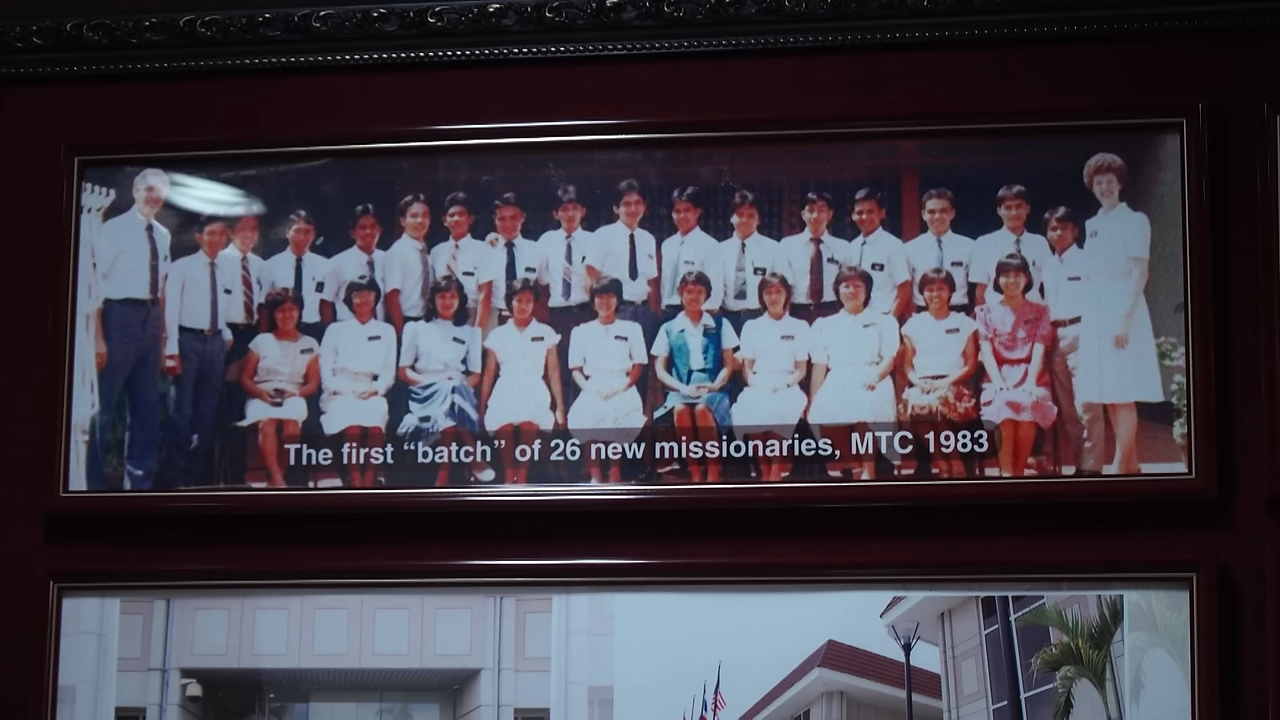 The first “batch” of 26 new missionaries, MTC 1983